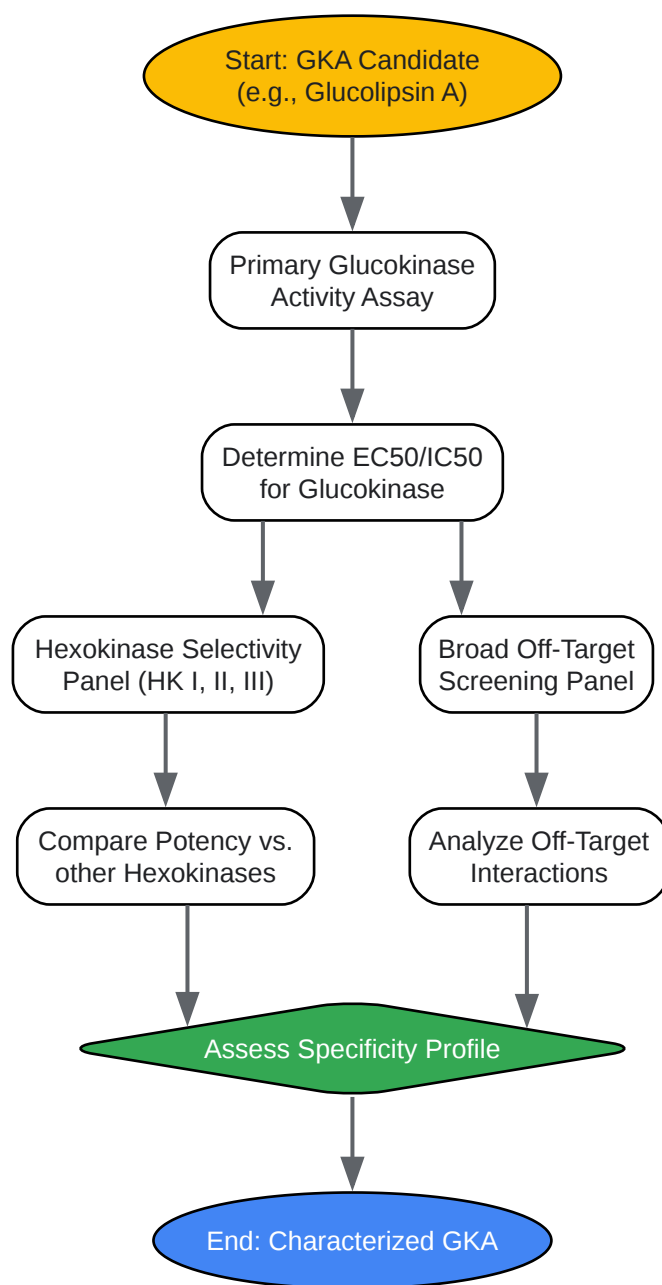 Start: GKA Candidate
(e.g., Glucolipsin A)
Primary Glucokinase
Activity Assay
Determine EC50/IC50
for Glucokinase
Hexokinase Selectivity
Panel (HK I, II, III)
Broad Off-Target
Screening Panel
Compare Potency vs.
other Hexokinases
Analyze Off-Target
Interactions
Assess Specificity Profile
End: Characterized GKA